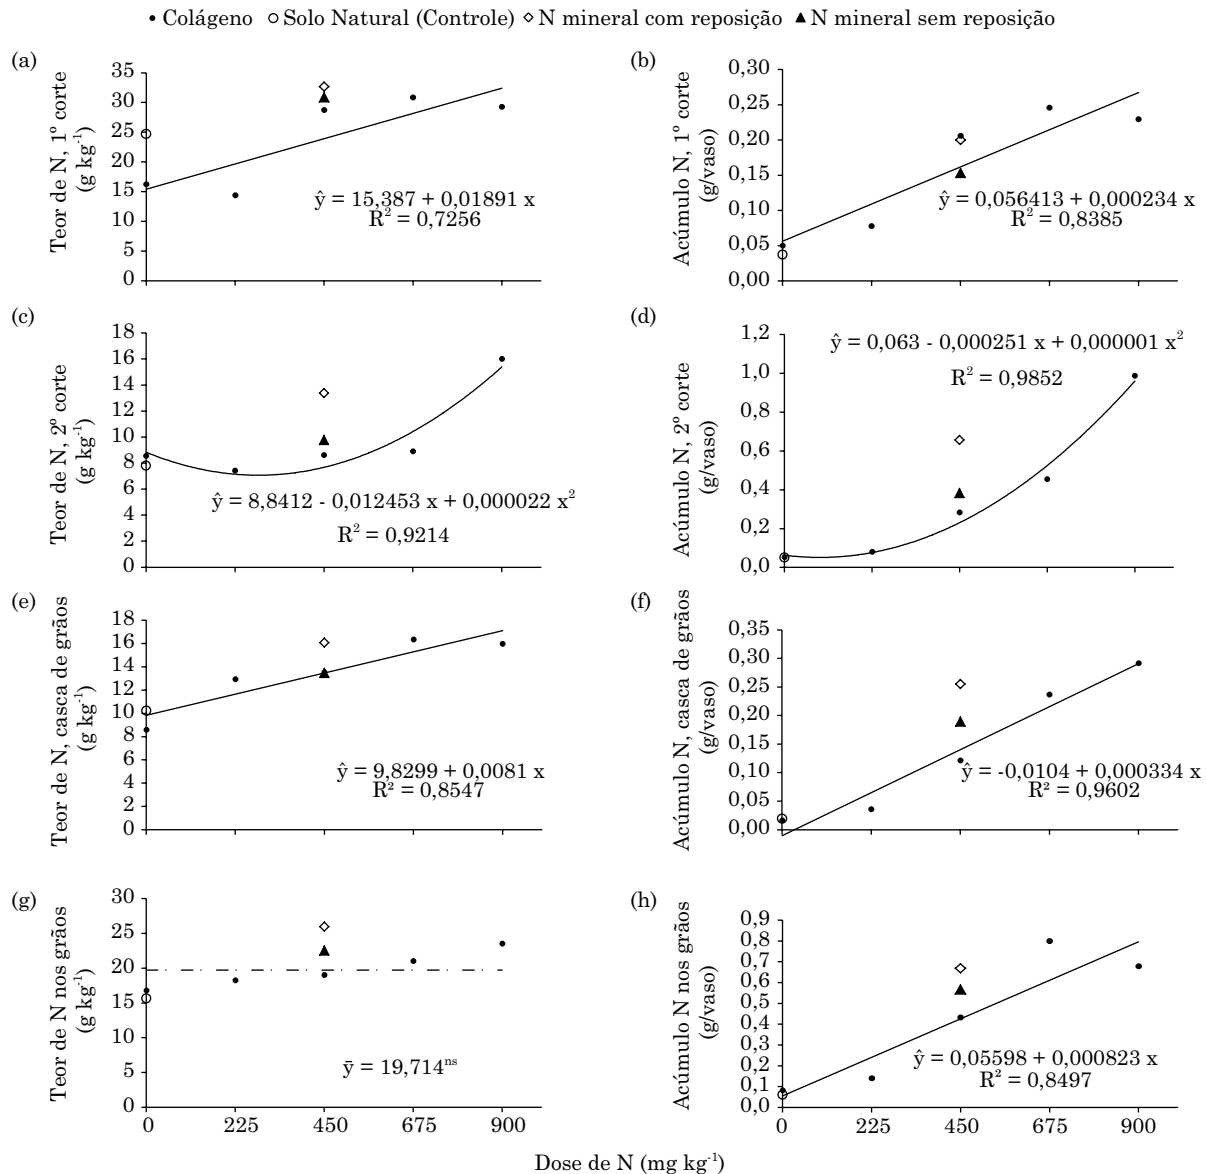 • Colágeno ○ Solo Natural (Controle) ◇ N mineral com reposição ▲ N mineral sem reposição
(a)
Teor de N, 1º corte
(g kg⁻¹)
35
30
25
20
15
10
5
0
ŷ = 15,387 + 0,01891 x
R² = 0,7256
(b)
Acúmulo N, 1º corte
(g/vaso)
0,30
0,25
0,20
0,15
0,10
0,05
0,00
ŷ = 0,056413 + 0,000234 x
R² = 0,8385
(c)
Teor de N, 2º corte
(g kg⁻¹)
18
16
14
12
10
8
6
4
2
0
ŷ = 8,8412 - 0,012453 x + 0,000022 x²
R² = 0,9214
(d)
Acúmulo N, 2º corte
(g/vaso)
1,2
1,0
0,8
0,6
0,4
0,2
0,0
ŷ = 0,063 - 0,000251 x + 0,000001 x²
R² = 0,9852
(e)
Teor de N, casca de grãos
(g kg⁻¹)
18
16
14
12
10
8
6
4
2
0
ŷ = 9,8299 + 0,0081 x
R² = 0,8547
(f)
Acúmulo N, casca de grãos
(g/vaso)
0,35
0,30
0,25
0,20
0,15
0,10
0,05
0,00
ŷ = -0,0104 + 0,000334 x
R² = 0,9602
(g)
Teor de N nos grãos
(g kg⁻¹)
30
25
20
15
10
5
0
ȳ = 19,714ⁿˢ
0 225 450 675 900
(h)
Acúmulo N nos grãos
(g/vaso)
0,9
0,8
0,7
0,6
0,5
0,4
0,3
0,2
0,1
0,0
ŷ = 0,05598 + 0,000823 x
R² = 0,8497
0 225 450 675 900
Dose de N (mg kg⁻¹)